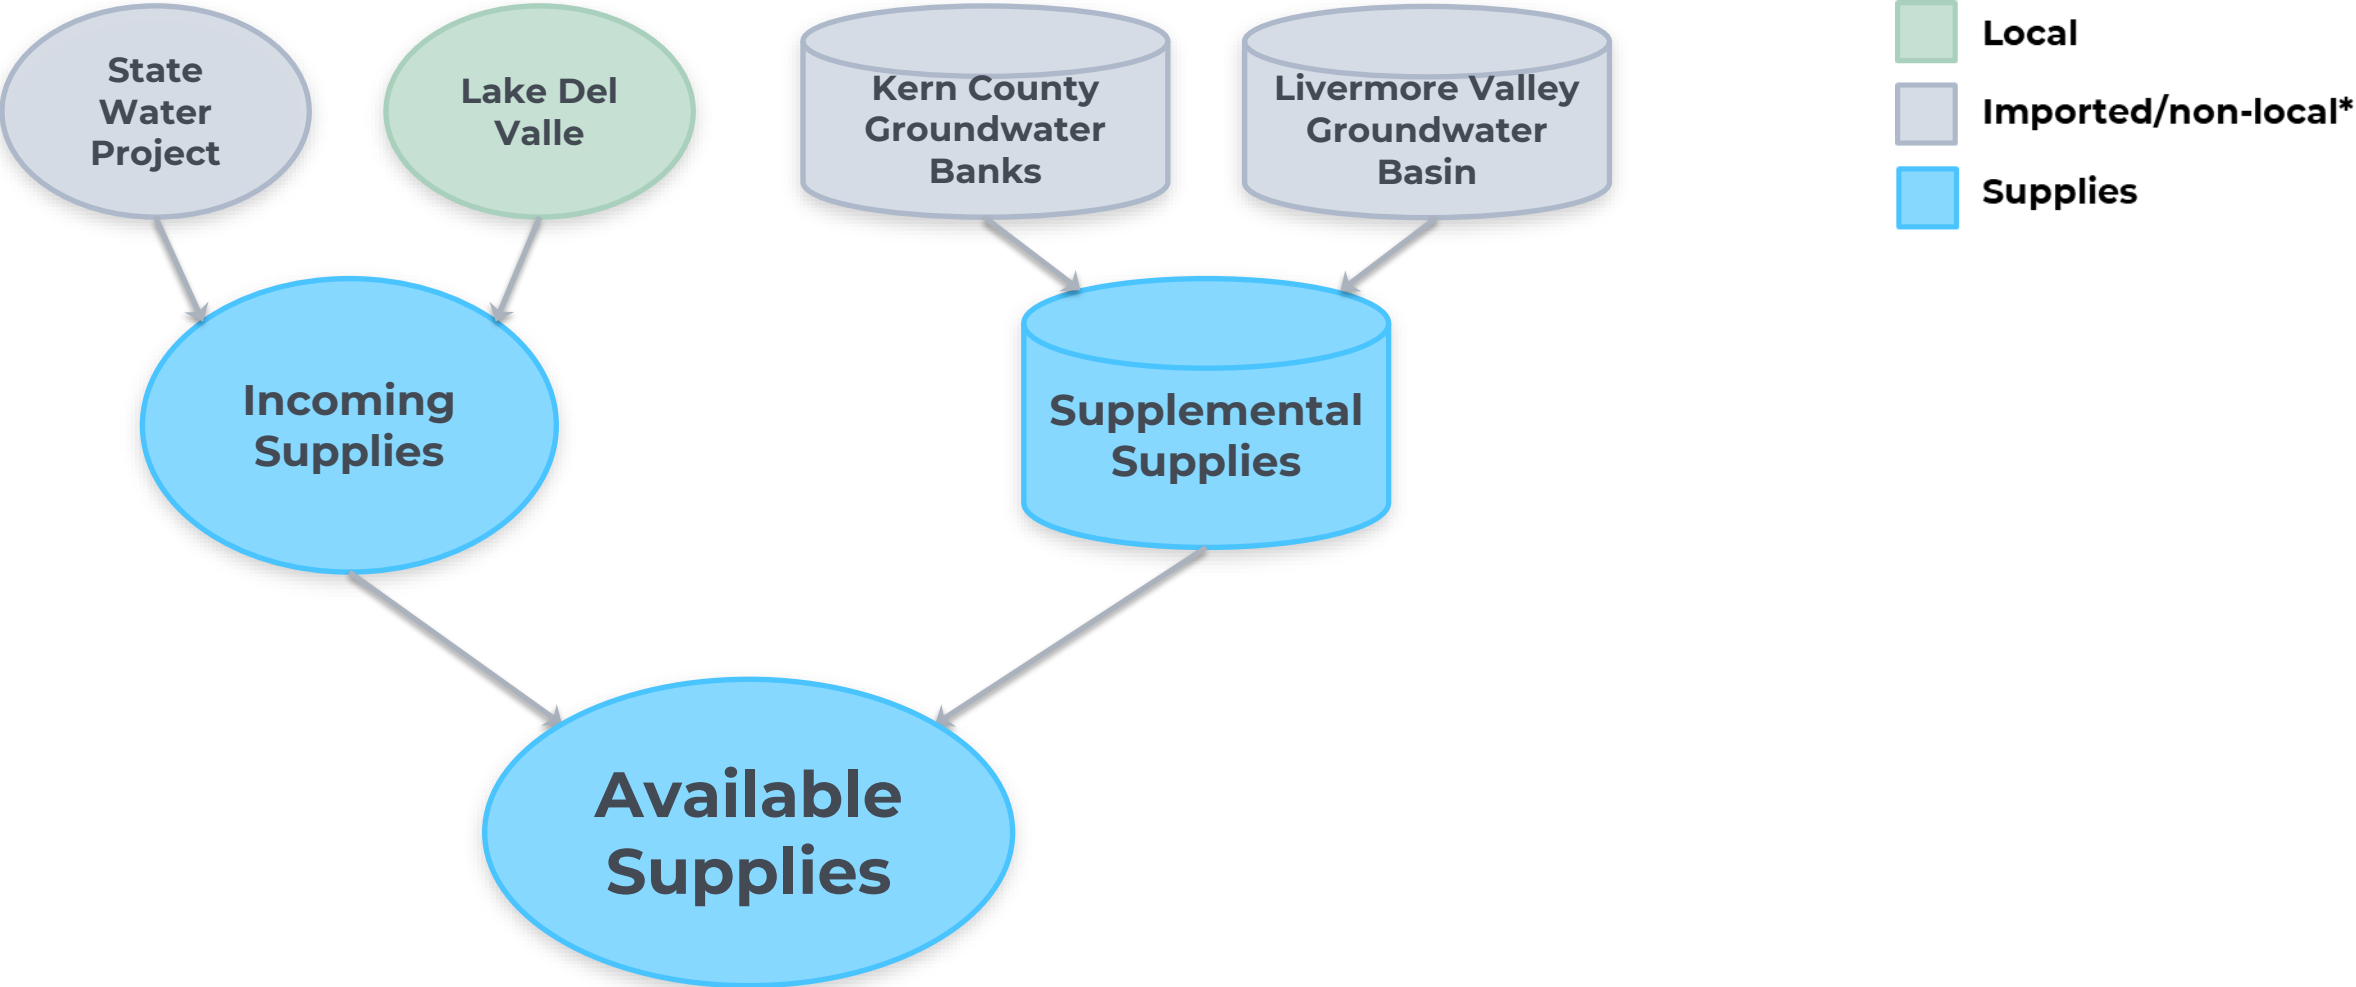 State
Water
Project
Lake Del
Valle
Kern County
Groundwater
Banks
Livermore Valley
Groundwater
Basin
Local
Imported/non-local*
Supplies
Incoming
Supplies
Supplemental
Supplies
Available
Supplies